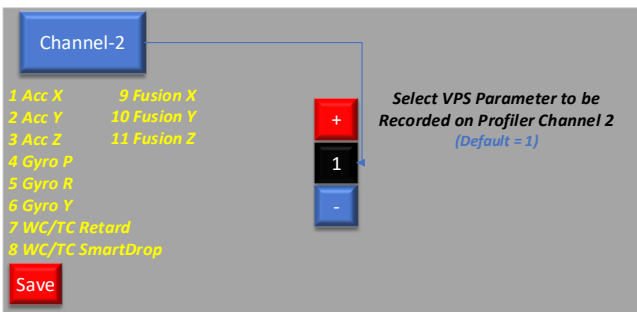 Channel-2
1 Acc X
2 Acc Y
3 Acc Z
4 Gyro P
5 Gyro R
6 Gyro Y
7 WC/TC Retard
8 WC/TC SmartDrop
9 Fusion X
10 Fusion Y
11 Fusion Z
+
1
-
Select VPS Parameter to be
Recorded on Profiler Channel 2
(Default = 1)
Save